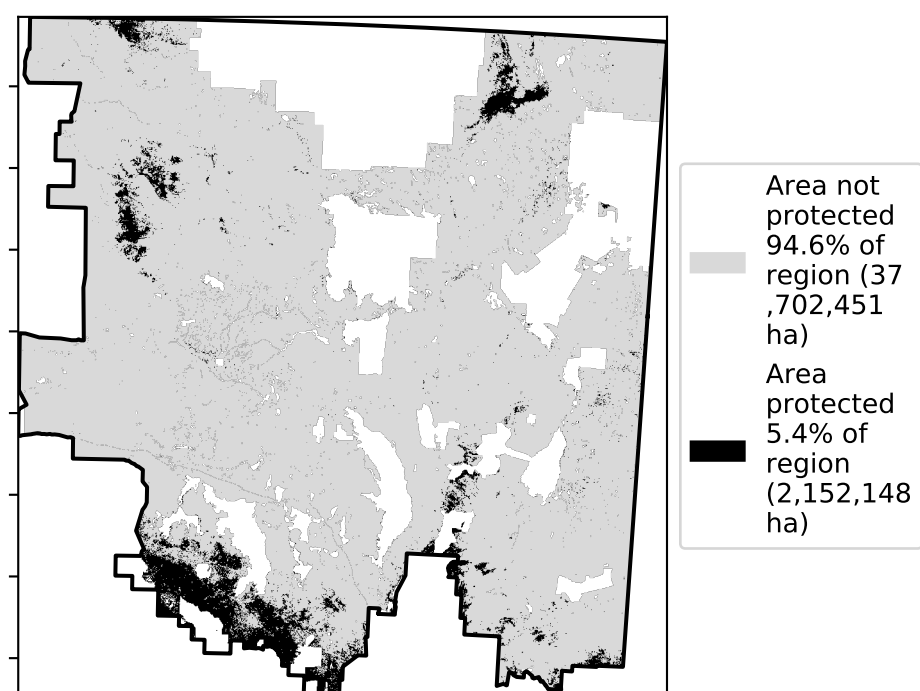 Area not
protected
94.6% of
region (37
,702,451
ha)
Area
protected
5.4% of
region
(2,152,148
ha)